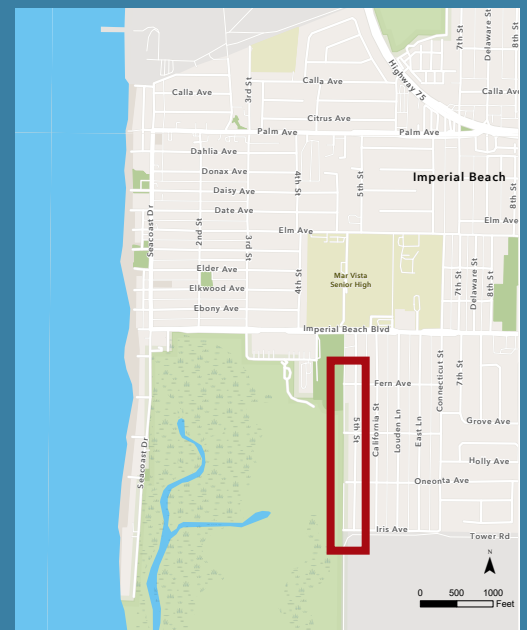 7th St
Delaware St
8th St
Highway 75
Calla Ave
Calla Ave
Calla Av
3rd St
Citrus Ave
Palm Ave
Palm Ave
Dahlia Ave
Donax Ave
4th St
5th St
Imperial Beach
Daisy Ave
8th St
Date Ave
Seacoast Dr
2nd St
3rd St
Elm Ave
Elm Ave
Elder Ave
4th St
Mar Vista
Senior High
7th St
Delaware St
8th St
Elkwood Ave
Ebony Ave
Imperial Beach Blvd
Connecticut St
7th St
Fern Ave
5th St
California St
Louden Ln
East Ln
Grove Ave
Seacoast Dr
Holly Ave
Oneonta Ave
Iris Ave
Tower Rd
N
0 500 1000
Feet